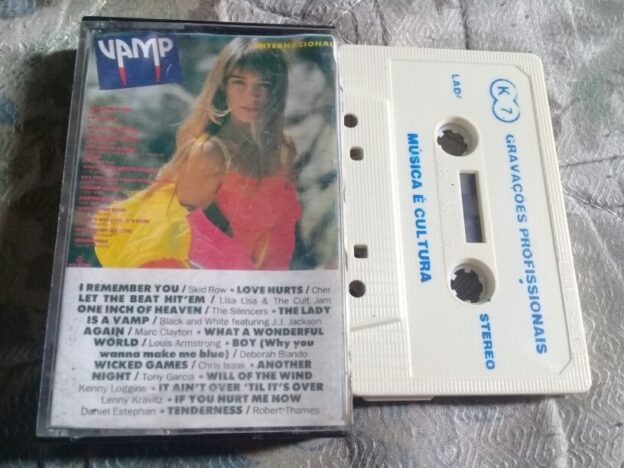 VAMP
INTERNACIONAL
I REMEMBER YOU / Skid Row • LOVE HURTS / Cher
LET THE BEAT HIT'EM / Lisa Lisa & The Cult Jam
ONE INCH OF HEAVEN / The Silencers • THE LADY
IS A VAMP / Black and White featuring J.J. Jackson
AGAIN / Marc Clayton • WHAT A WONDERFUL
WORLD / Louis Armstrong • BOY (Why you
wanna make me blue) / Deborah Blando
WICKED GAMES / Chris Isaak • ANOTHER
NIGHT / Tony Garcia • WILL OF THE WIND
Kenny Loggins • IT AIN'T OVER 'TIL IT'S OVER
Lenny Kravitz • IF YOU HURT ME NOW
Daniel Estephan • TENDERNESS / Robert Thames
K 7
GRAVAÇÕES PROFISSIONAIS
LAD/
STEREO
MÚSICA É CULTURA